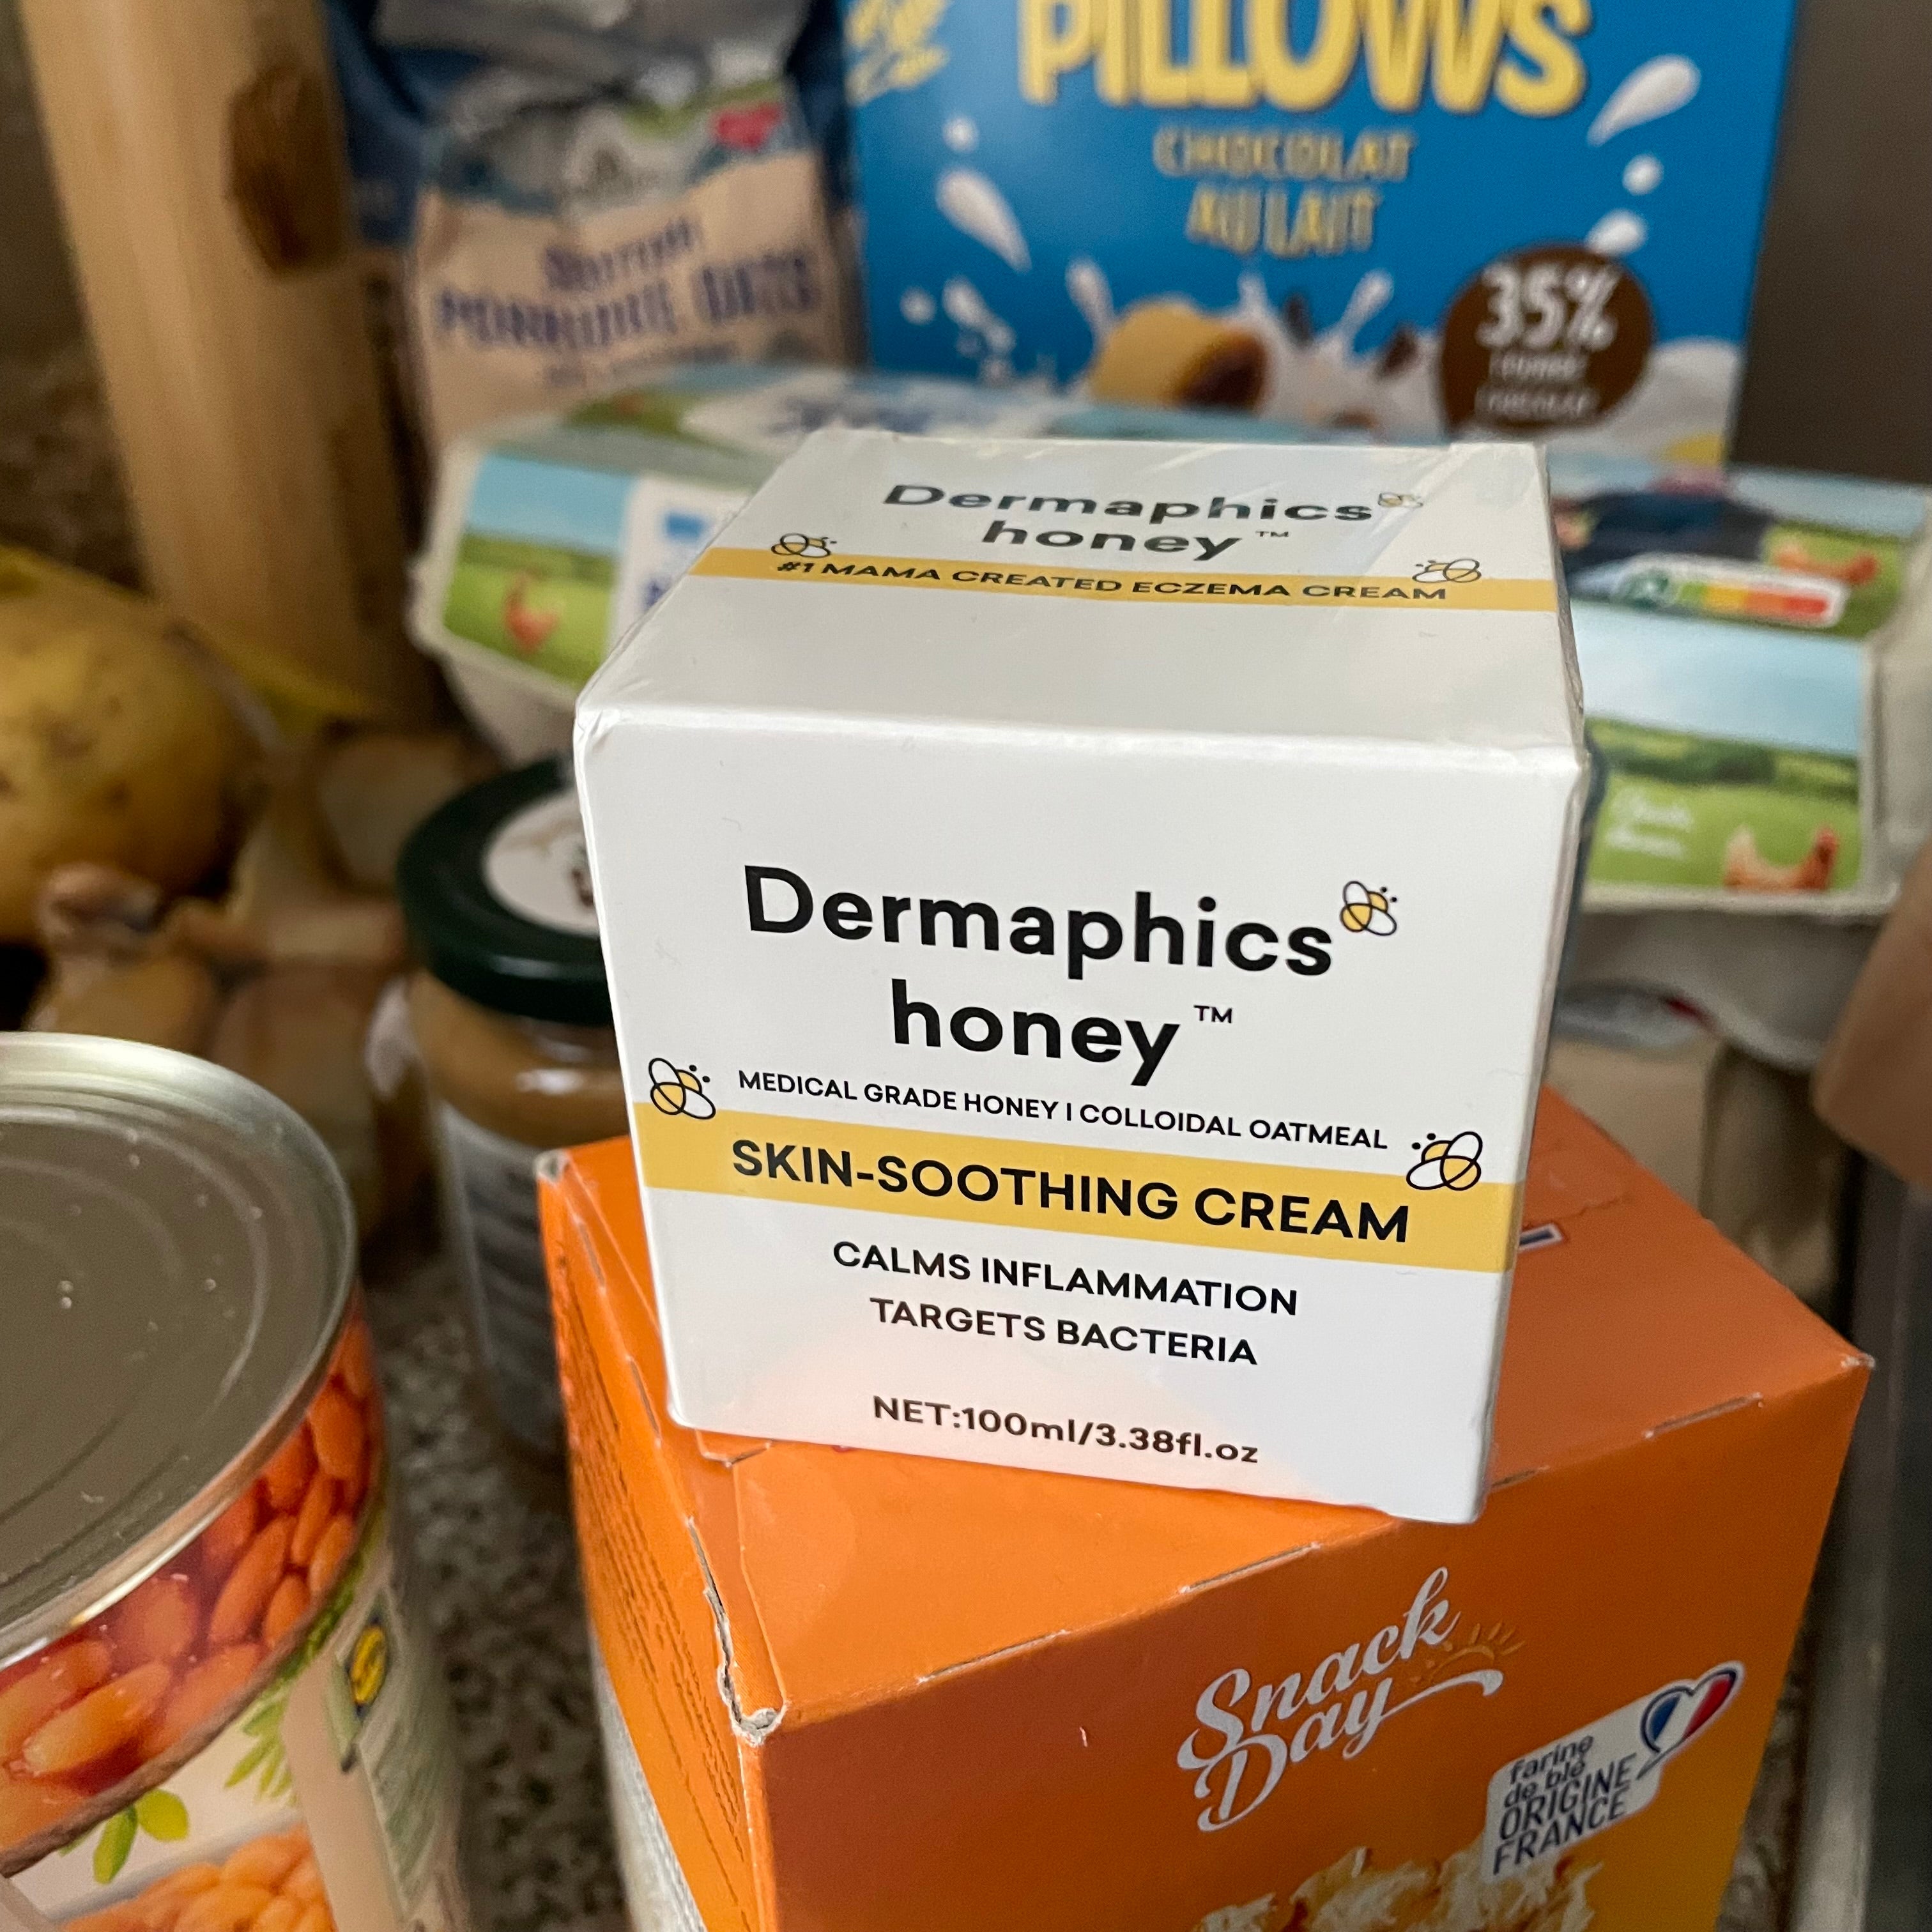 PILLOWS
CHOCOLAT
AU LAIT
35%
PORRIDGE OATS
Dermaphics
honey™
#1 MAMA CREATED ECZEMA CREAM
Dermaphics
honey™
MEDICAL GRADE HONEY | COLLOIDAL OATMEAL
SKIN-SOOTHING CREAM
CALMS INFLAMMATION
TARGETS BACTERIA
NET:100ml/3.38fl.oz
Snack
Day
farine
de blé
ORIGINE
FRANCE